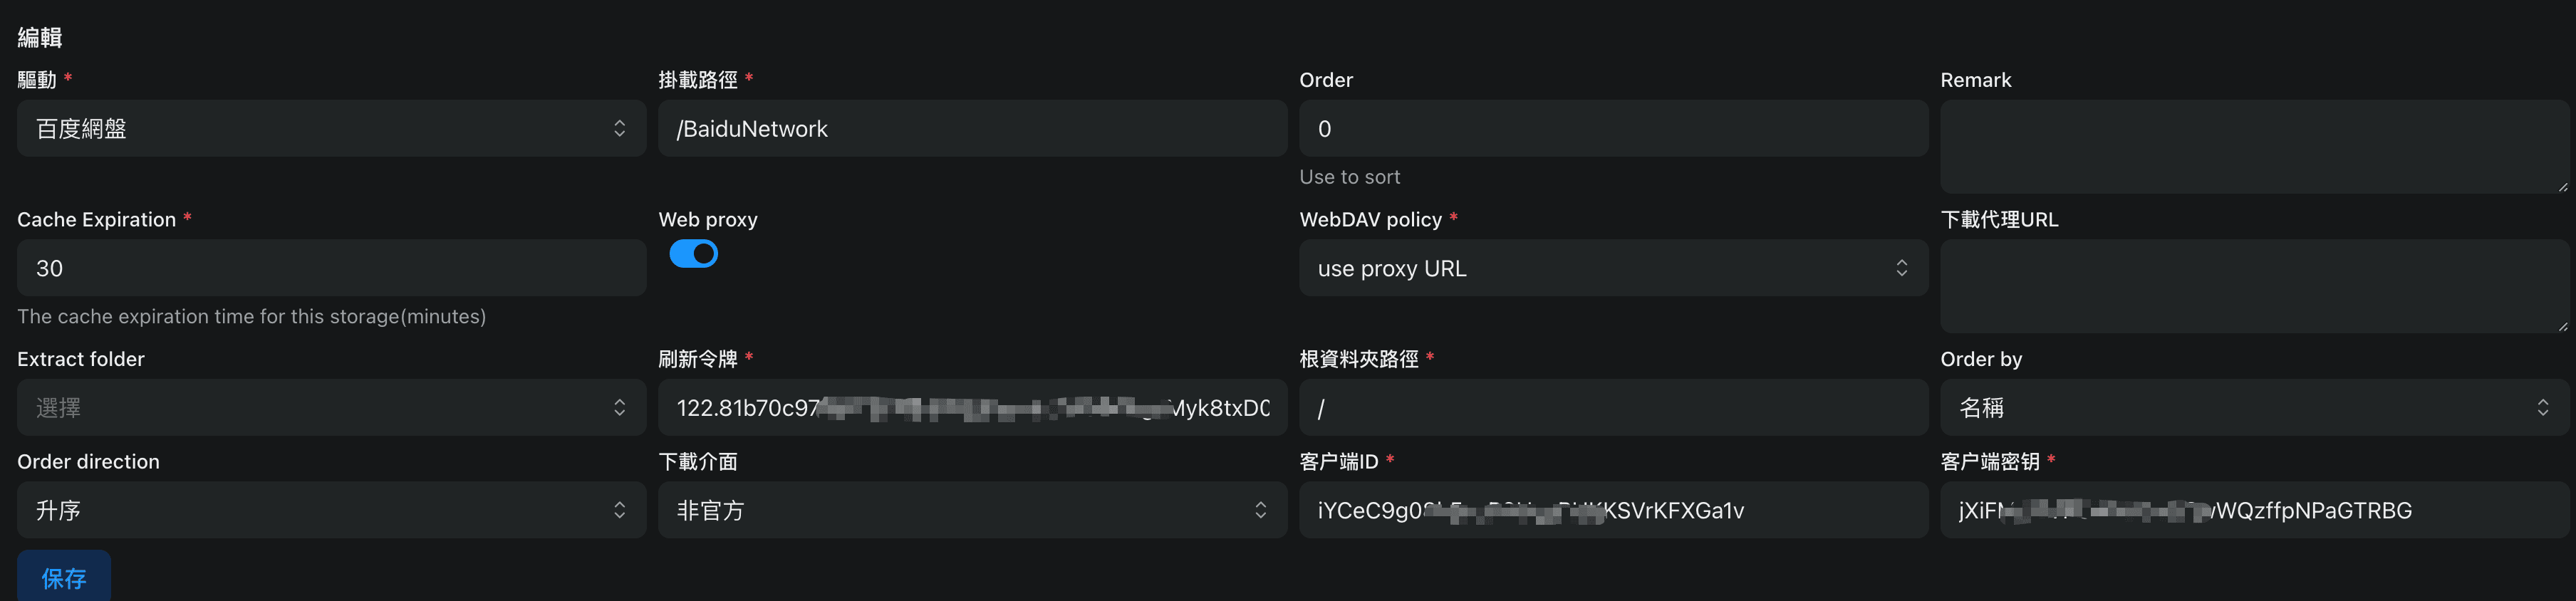 編輯
驅動 *
掛載路徑 *
Order
Remark
百度網盤
/BaiduNetwork
0
Use to sort
Cache Expiration *
Web proxy
WebDAV policy *
下載代理URL
30
use proxy URL
The cache expiration time for this storage(minutes)
Extract folder
刷新令牌 *
根資料夾路徑 *
Order by
選擇
122.81b70c97 Myk8txD0
/
名稱
Order direction
下載介面
客户端ID *
客户端密钥 *
升序
非官方
iYCeC9g0 KSVrKFXGa1v
jXiF WQzffpNPaGTRBG
保存